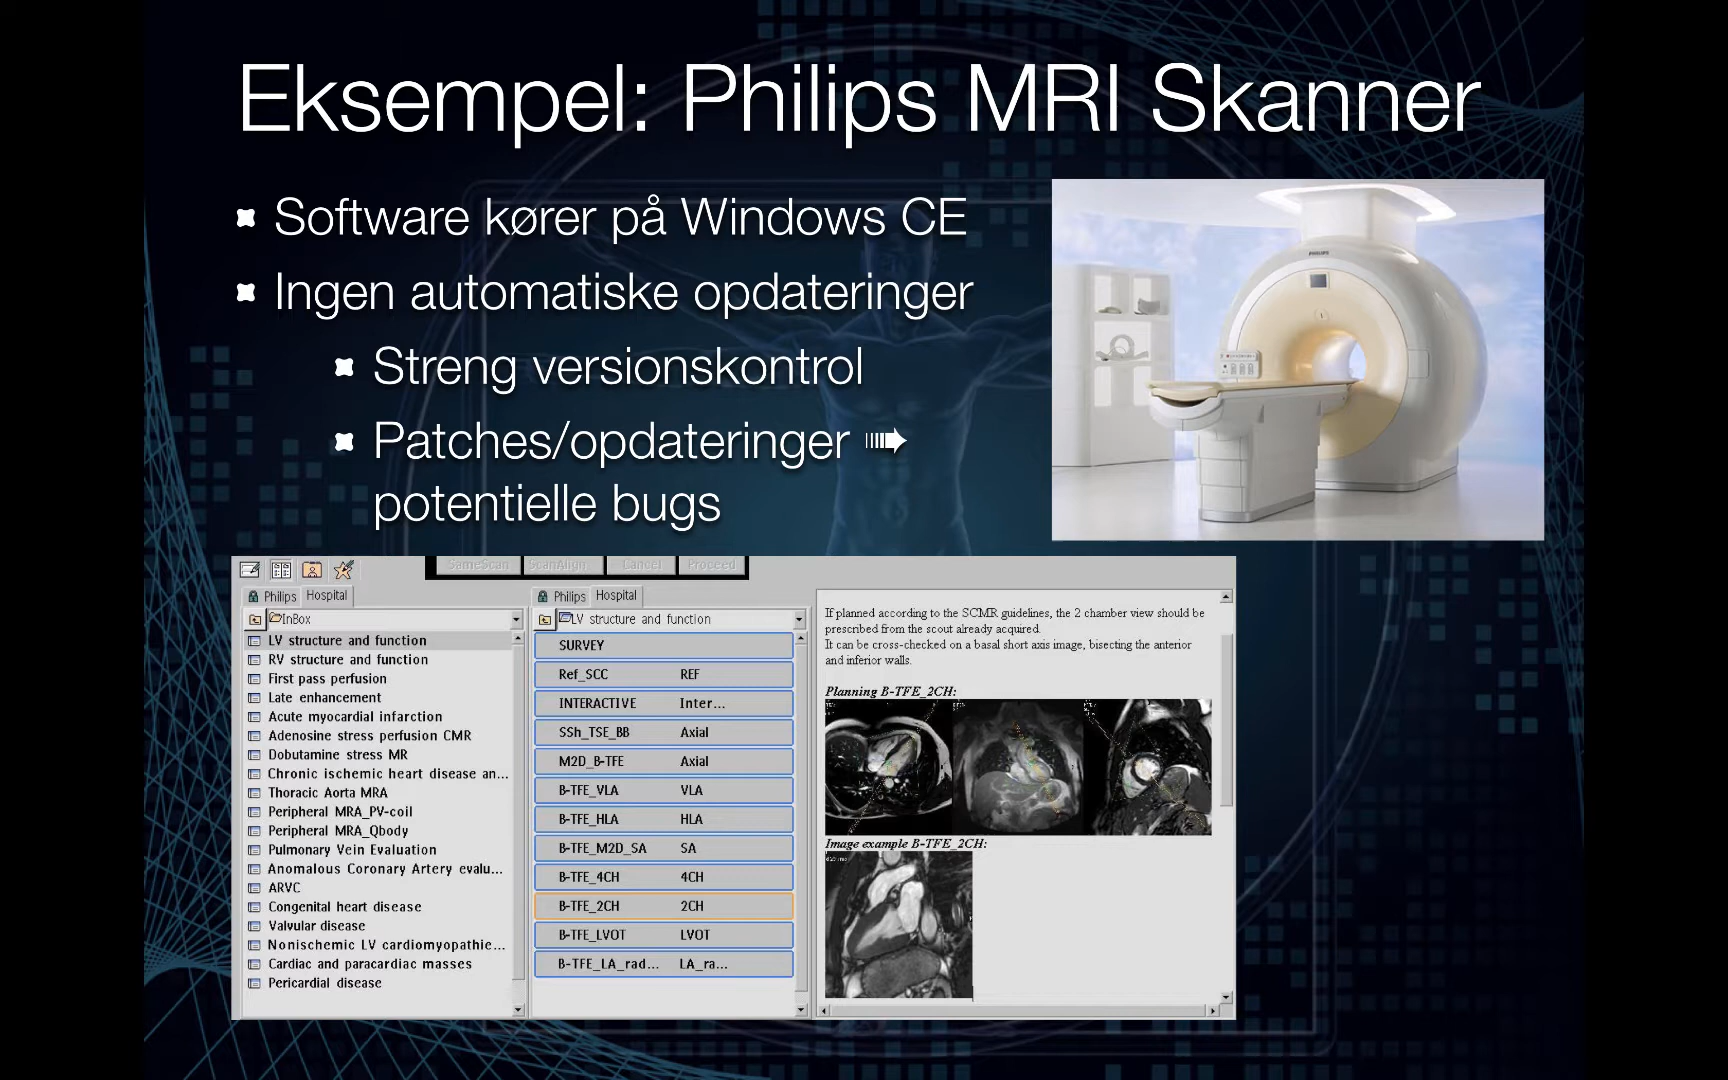 Eksempel: Philips MRI Skanner
Software kører på Windows CE
Ingen automatiske opdateringer
Streng versionskontrol
Patches/opdateringer ➠
potentielle bugs
PHILIPS
SameScan ScanAlign Cancel Proceed
Philips Hospital
InBox
LV structure and function
RV structure and function
First pass perfusion
Late enhancement
Acute myocardial infarction
Adenosine stress perfusion CMR
Dobutamine stress MR
Chronic ischemic heart disease an...
Thoracic Aorta MRA
Peripheral MRA_PV-coil
Peripheral MRA_Qbody
Pulmonary Vein Evaluation
Anomalous Coronary Artery evalu...
ARVC
Congenital heart disease
Valvular disease
Nonischemic LV cardiomyopathie...
Cardiac and paracardiac masses
Pericardial disease
Philips Hospital
LV structure and function
SURVEY
Ref_SCC REF
INTERACTIVE Inter...
SSh_TSE_BB Axial
M2D_B-TFE Axial
B-TFE_VLA VLA
B-TFE_HLA HLA
B-TFE_M2D_SA SA
B-TFE_4CH 4CH
B-TFE_2CH 2CH
B-TFE_LVOT LVOT
B-TFE_LA_rad... LA_ra...
If planned according to the SCMR guidelines, the 2 chamber view should be
prescribed from the scout already acquired.
It can be cross-checked on a basal short axis image, bisecting the anterior
and inferior walls.
Planning B-TFE_2CH:
Image example B-TFE_2CH: